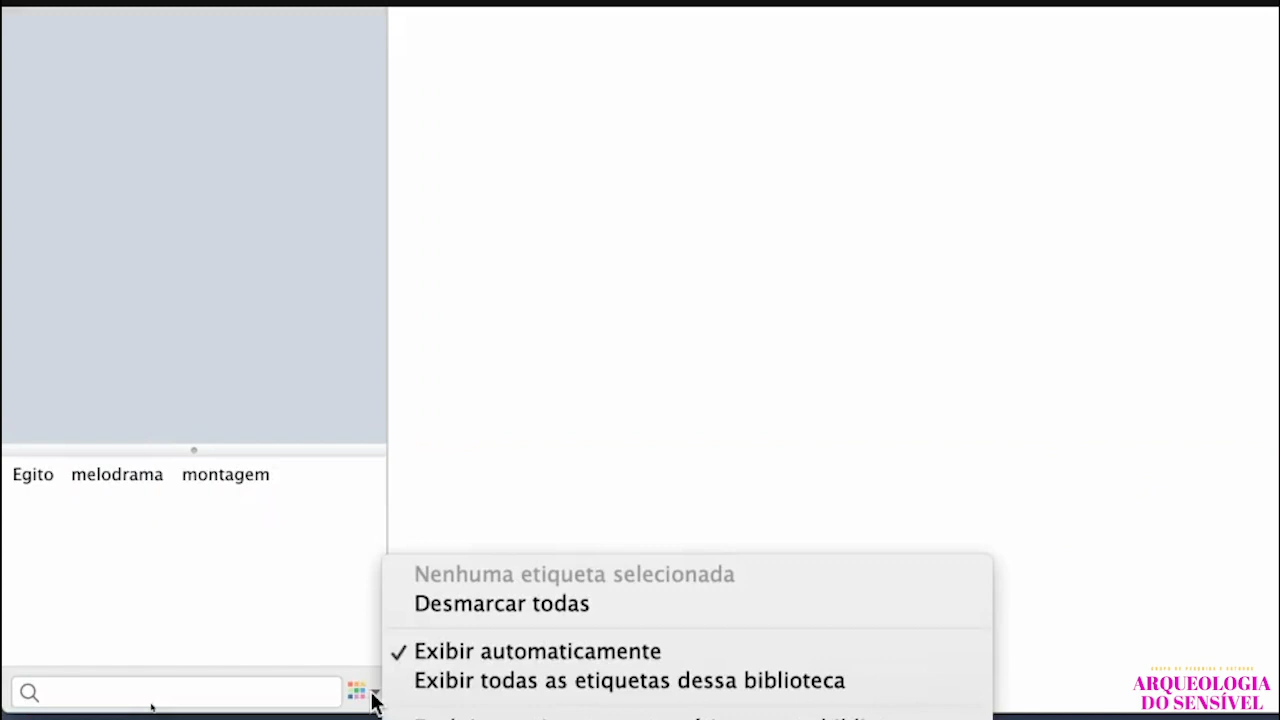 Egito melodrama montagem
Nenhuma etiqueta selecionada
Desmarcar todas
Exibir automaticamente
Exibir todas as etiquetas dessa biblioteca
ARQUEOLOGIA
DO SENSÍVEL